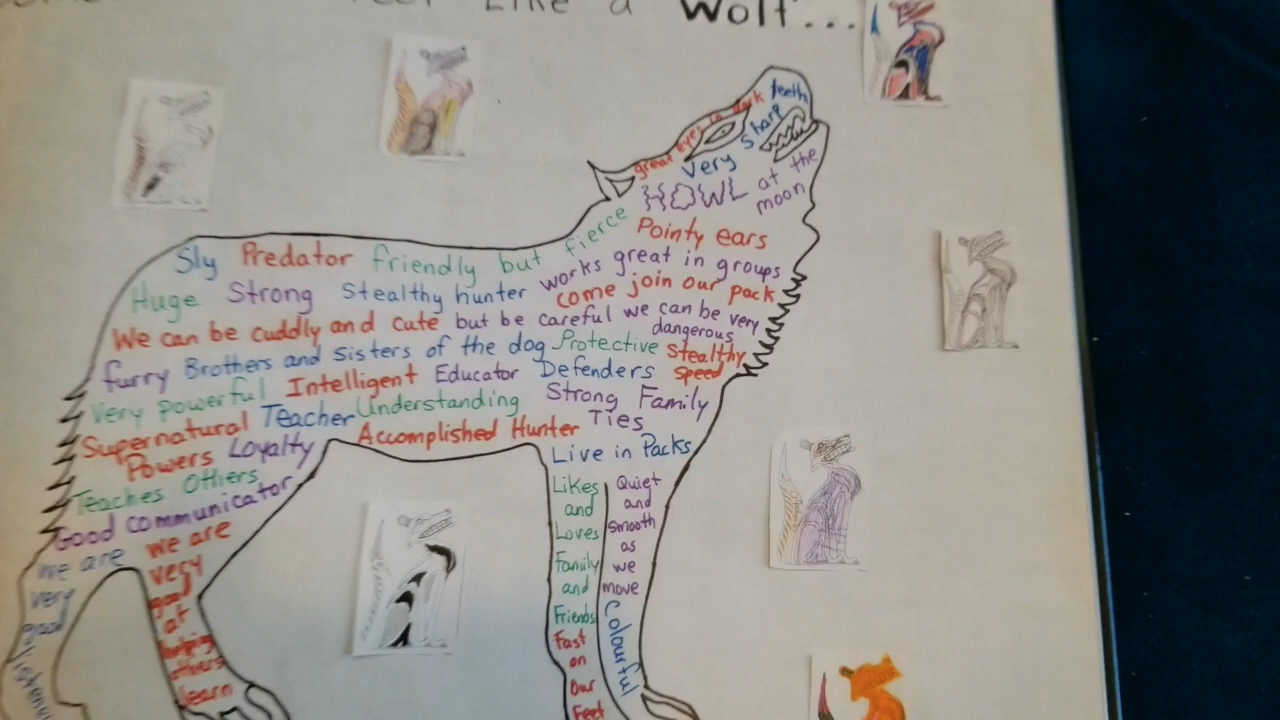 Like a Wolf...
great eyes in dark
teeth
Very Sharp
HOWL at the
moon
Pointy ears
Sly Predator friendly but fierce
works great in groups
Huge Strong Stealthy hunter
come join our pack
We can be cuddly and cute but be careful we can be very
dangerous
furry Brothers and sisters of the dog Protective Stealthy
Speed
Very powerful Intelligent Educator Defenders
Strong Family
Ties
Supernatural Teacher Understanding
Powers Loyalty Accomplished Hunter
Live in Packs
Teaches Others
Good communicator
we are
very
good
listener
we are
very
good
at
helping
others
learn
Likes
and
Loves
Family
and
Friends
Fast
on
Our
Feet
Quiet
and
Smooth
as
we
move
Colourful